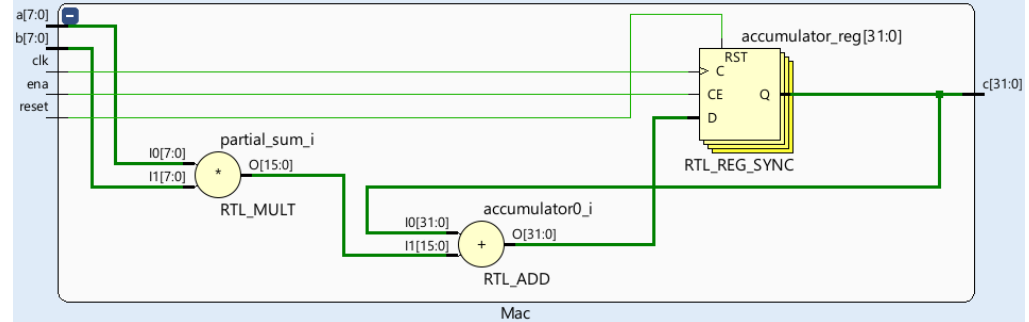 a[7:0]
b[7:0]
clk
ena
reset
accumulator_reg[31:0]
RST
C
CE
Q
D
c[31:0]
RTL_REG_SYNC
partial_sum_i
I0[7:0]
I1[7:0]
*
O[15:0]
RTL_MULT
accumulator0_i
I0[31:0]
I1[15:0]
+
O[31:0]
RTL_ADD
Mac